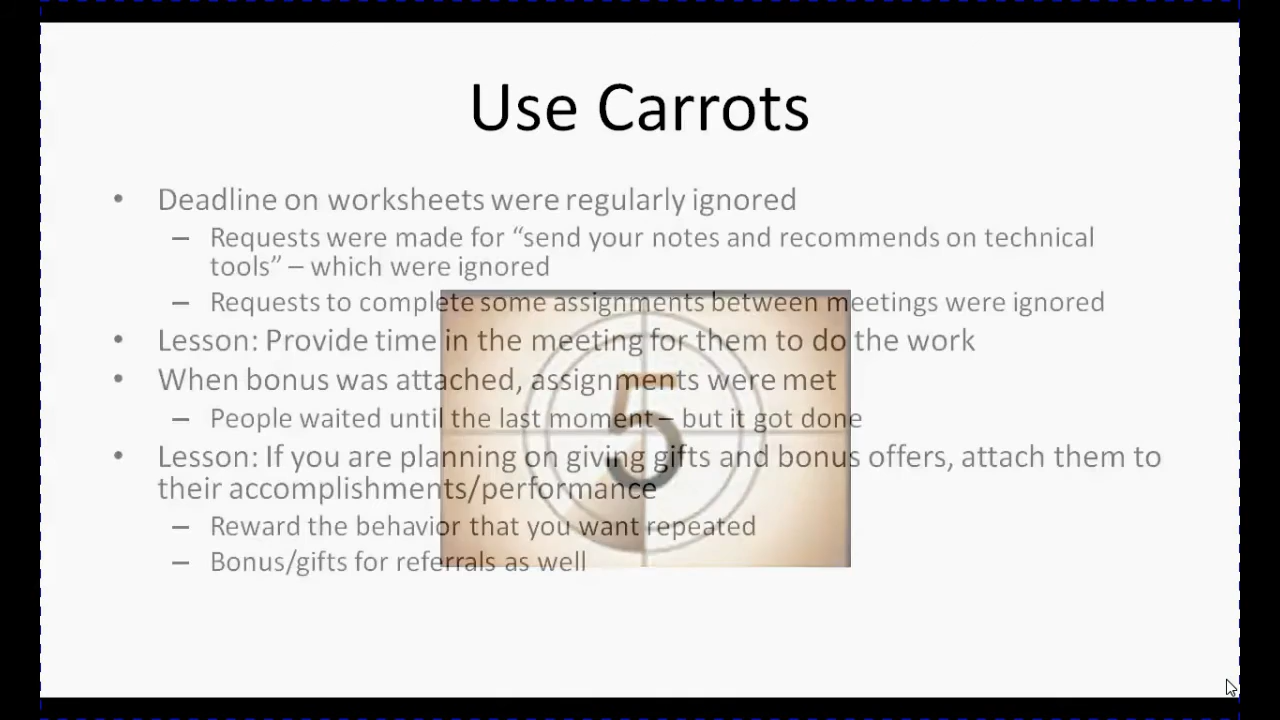 Use Carrots
• Deadline on worksheets were regularly ignored
– Requests were made for “send your notes and recommends on technical
tools” – which were ignored
– Requests to complete some assignments between meetings were ignored
• Lesson: Provide time in the meeting for them to do the work
• When bonus was attached, assignments were met
– People waited until the last moment – but it got done
5
• Lesson: If you are planning on giving gifts and bonus offers, attach them to
their accomplishments/performance
– Reward the behavior that you want repeated
– Bonus/gifts for referrals as well